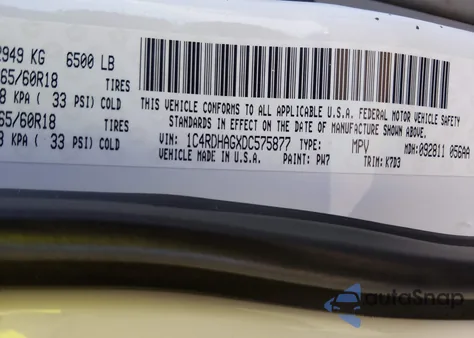 2949 KG 6500 LB
65/60R18 TIRES
8 KPA ( 33 PSI) COLD
65/60R18 TIRES
8 KPA ( 33 PSI) COLD
THIS VEHICLE CONFORMS TO ALL APPLICABLE U.S.A. FEDERAL MOTOR VEHICLE SAFETY
STANDARDS IN EFFECT ON THE DATE OF MANUFACTURE SHOWN ABOVE.
VIN: 1C4RDHAGXDC575877 TYPE: MPV MDH: 092811 056AA
VEHICLE MADE IN U.S.A. PAINT: PW7 TRIM: K7D3
autoSnap